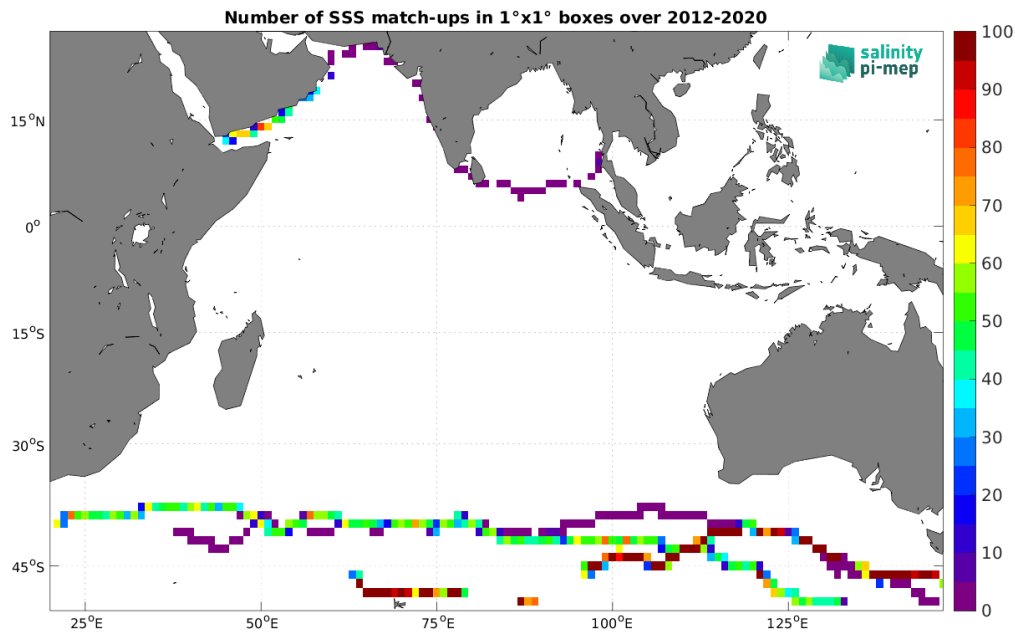 Number of SSS match-ups in 1°x1° boxes over 2012-2020
salinity
pi-mep
15°N
0°
15°S
30°S
45°S
25°E
50°E
75°E
100°E
125°E
100
90
80
70
60
50
40
30
20
10
0